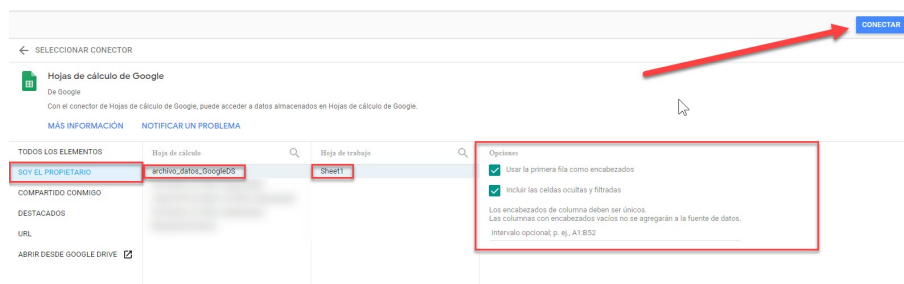 CONECTAR
SELECCIONAR CONECTOR
Hojas de cálculo de Google
De Google
Con el conector de Hojas de cálculo de Google, puede acceder a datos almacenados en Hojas de cálculo de Google.
MÁS INFORMACIÓN NOTIFICAR UN PROBLEMA
TODOS LOS ELEMENTOS
SOY EL PROPIETARIO
COMPARTIDO CONMIGO
DESTACADOS
URL
ABRIR DESDE GOOGLE DRIVE
Hoja de cálculo
archivo_datos_GoogleDS
Hoja de trabajo
Sheet1
Opciones
Usar la primera fila como encabezados
Incluir las celdas ocultas y filtradas
Los encabezados de columna deben ser únicos.
Las columnas con encabezados vacíos no se agregarán a la fuente de datos.
Intervalo opcional; p. ej., A1:B52